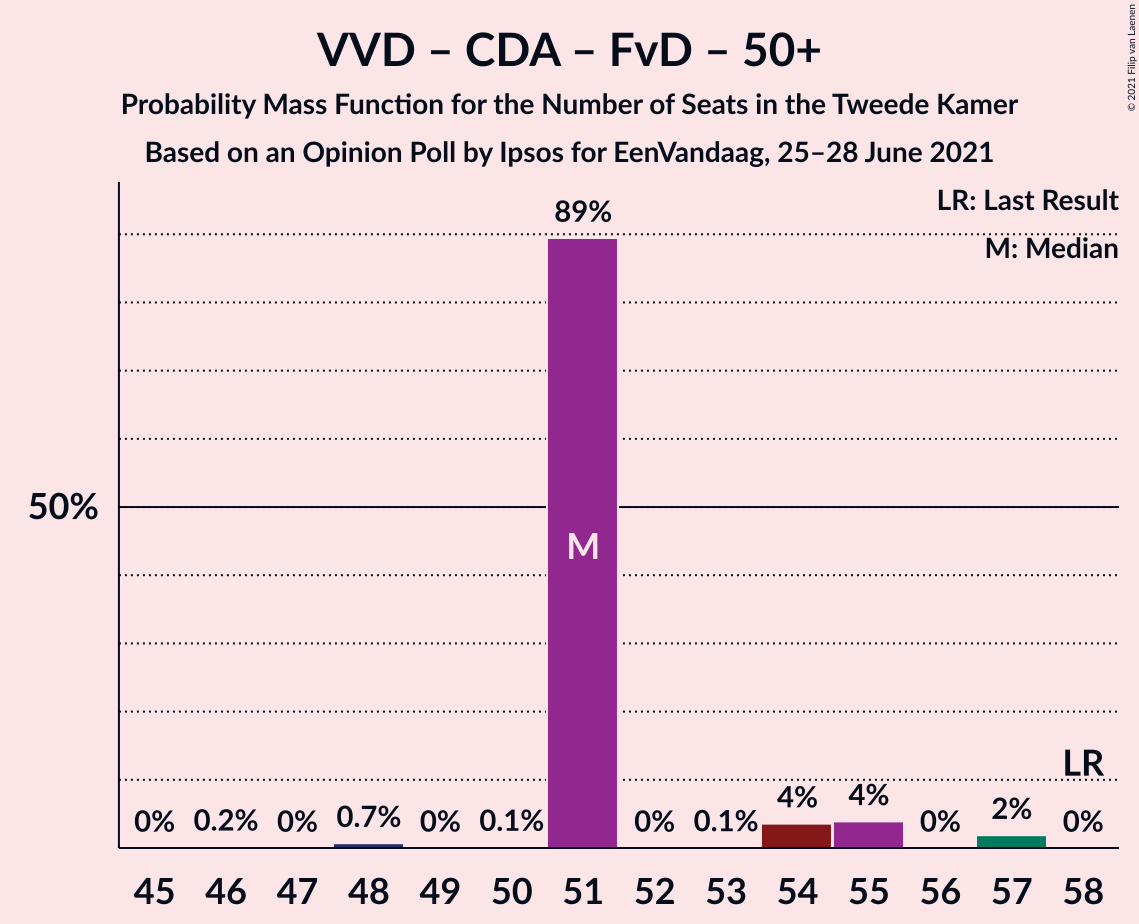 VVD – CDA – FvD – 50+
Probability Mass Function for the Number of Seats in the Tweede Kamer
Based on an Opinion Poll by Ipsos for EenVandaag, 25–28 June 2021
© 2021 Filip van Laenen
LR: Last Result
M: Median
89%
50%
M
LR
0% 0.2% 0% 0.7% 0% 0.1% 0% 0.1% 4% 4% 0% 2% 0%
45 46 47 48 49 50 51 52 53 54 55 56 57 58